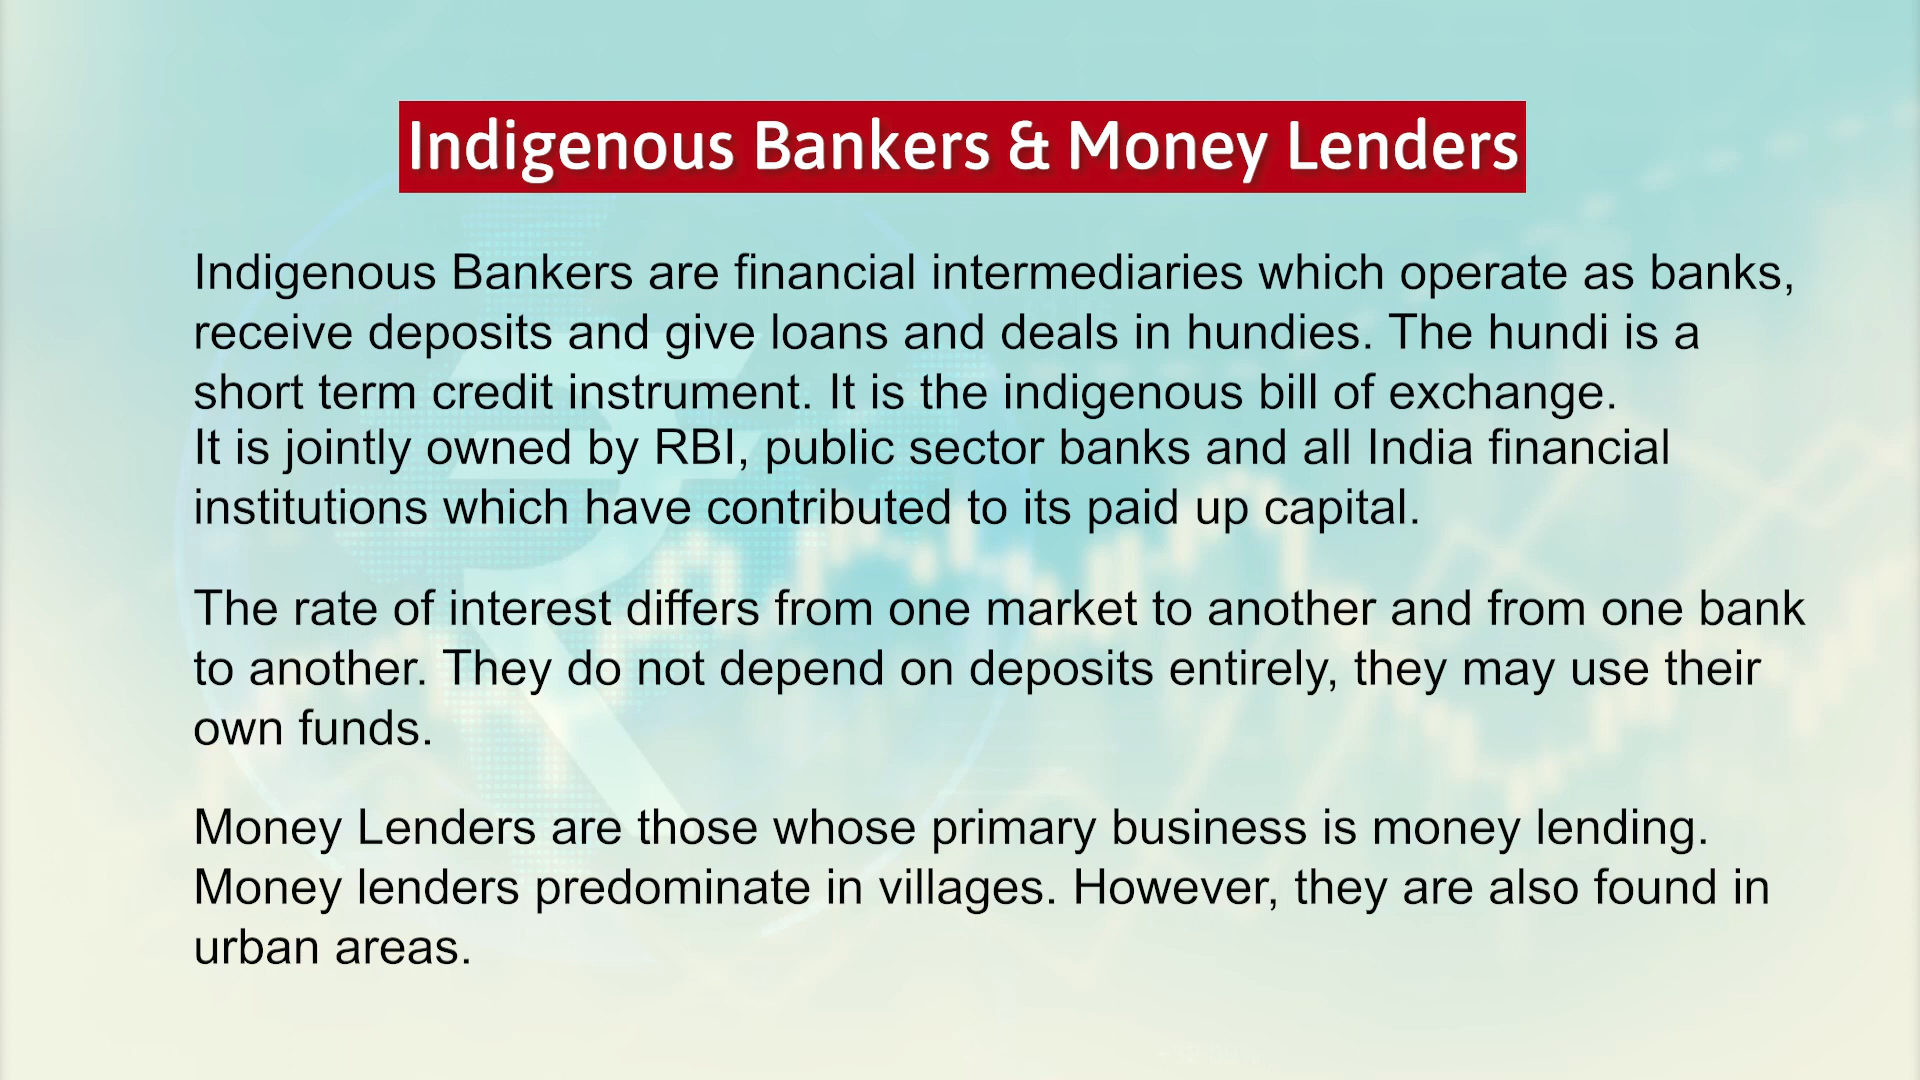 Indigenous Bankers & Money Lenders
Indigenous Bankers are financial intermediaries which operate as banks,
receive deposits and give loans and deals in hundies. The hundi is a
short term credit instrument. It is the indigenous bill of exchange.
It is jointly owned by RBI, public sector banks and all India financial
institutions which have contributed to its paid up capital.
The rate of interest differs from one market to another and from one bank
to another. They do not depend on deposits entirely, they may use their
own funds.
Money Lenders are those whose primary business is money lending.
Money lenders predominate in villages. However, they are also found in
urban areas.